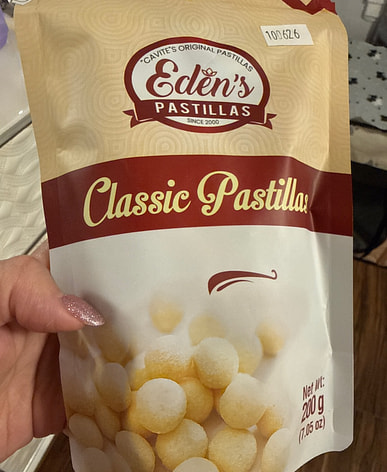 100626
"CAVITE'S ORIGINAL PASTILLAS
Eden's
PASTILLAS
SINCE 2000
Classic Pastillas
Net Wt:
200 g
(7.05 oz)